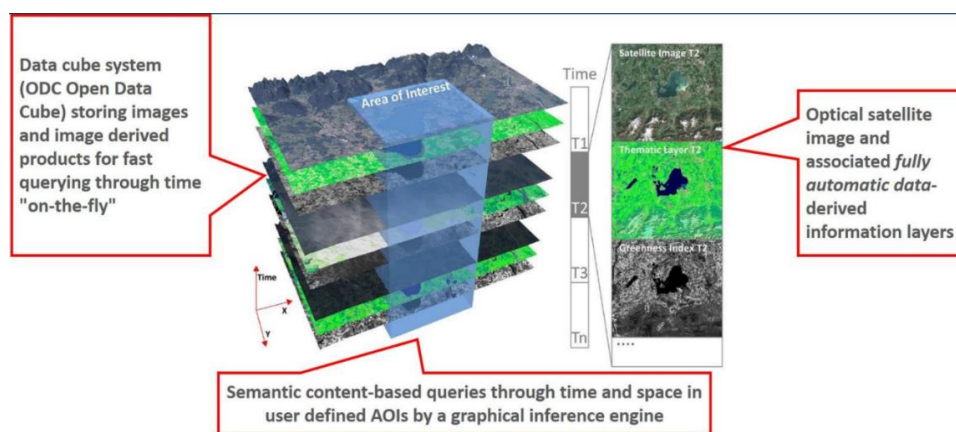 Data cube system
(ODC Open Data
Cube) storing images
and image derived
products for fast
querying through time
"on-the-fly"
Area of Interest
Time
T1
T2
T3
Tn
Satellite Image T2
Thematic Layer T2
Greenness Index T2
....
Optical satellite
image and
associated fully
automatic data-
derived
information layers
Time
X
Y
Semantic content-based queries through time and space in
user defined AOIs by a graphical inference engine